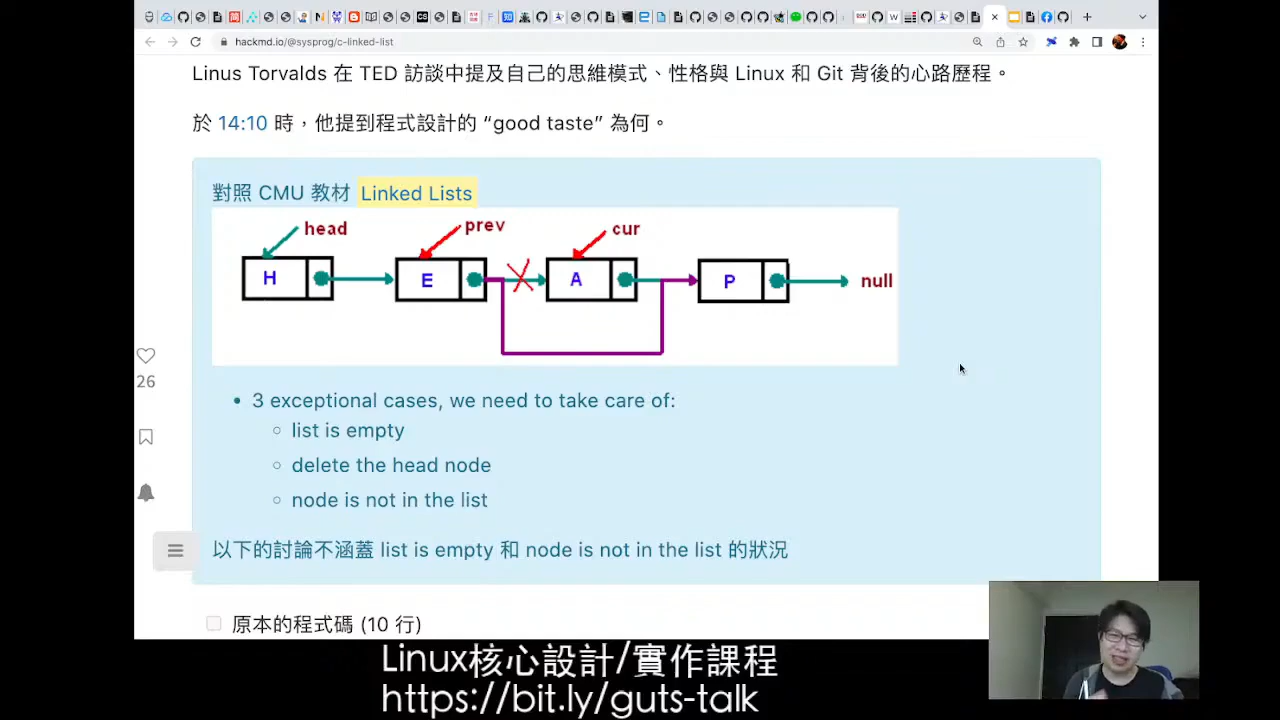 hackmd.io/@sysprog/c-linked-list
Linus Torvalds 在 TED 訪談中提及自己的思維模式、性格與 Linux 和 Git 背後的心路歷程。
於 14:10 時，他提到程式設計的 “good taste” 為何。
對照 CMU 教材 Linked Lists
head prev cur
H E A P null
26
• 3 exceptional cases, we need to take care of:
◦ list is empty
◦ delete the head node
◦ node is not in the list
以下的討論不涵蓋 list is empty 和 node is not in the list 的狀況
原本的程式碼 (10 行)
Linux核心設計/實作課程
https://bit.ly/guts-talk